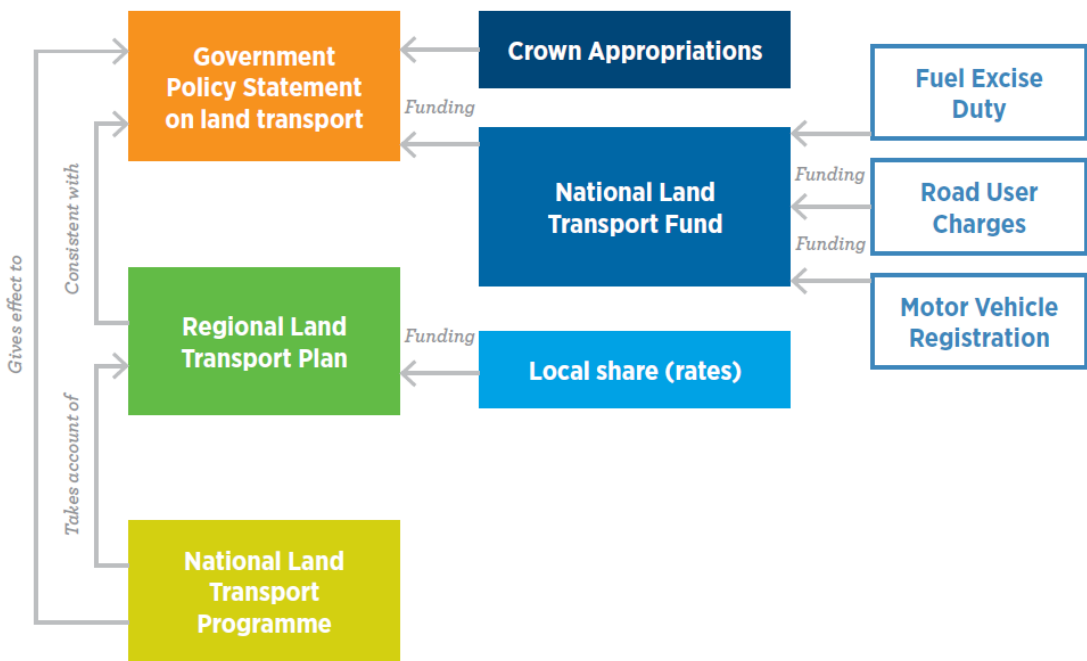 Government
Policy Statement
on land transport
Crown Appropriations
Fuel Excise
Duty
Funding
National Land
Transport Fund
Funding
Road User
Charges
Funding
Motor Vehicle
Registration
Consistent with
Gives effect to
Regional Land
Transport Plan
Funding
Local share (rates)
Takes account of
National Land
Transport
Programme